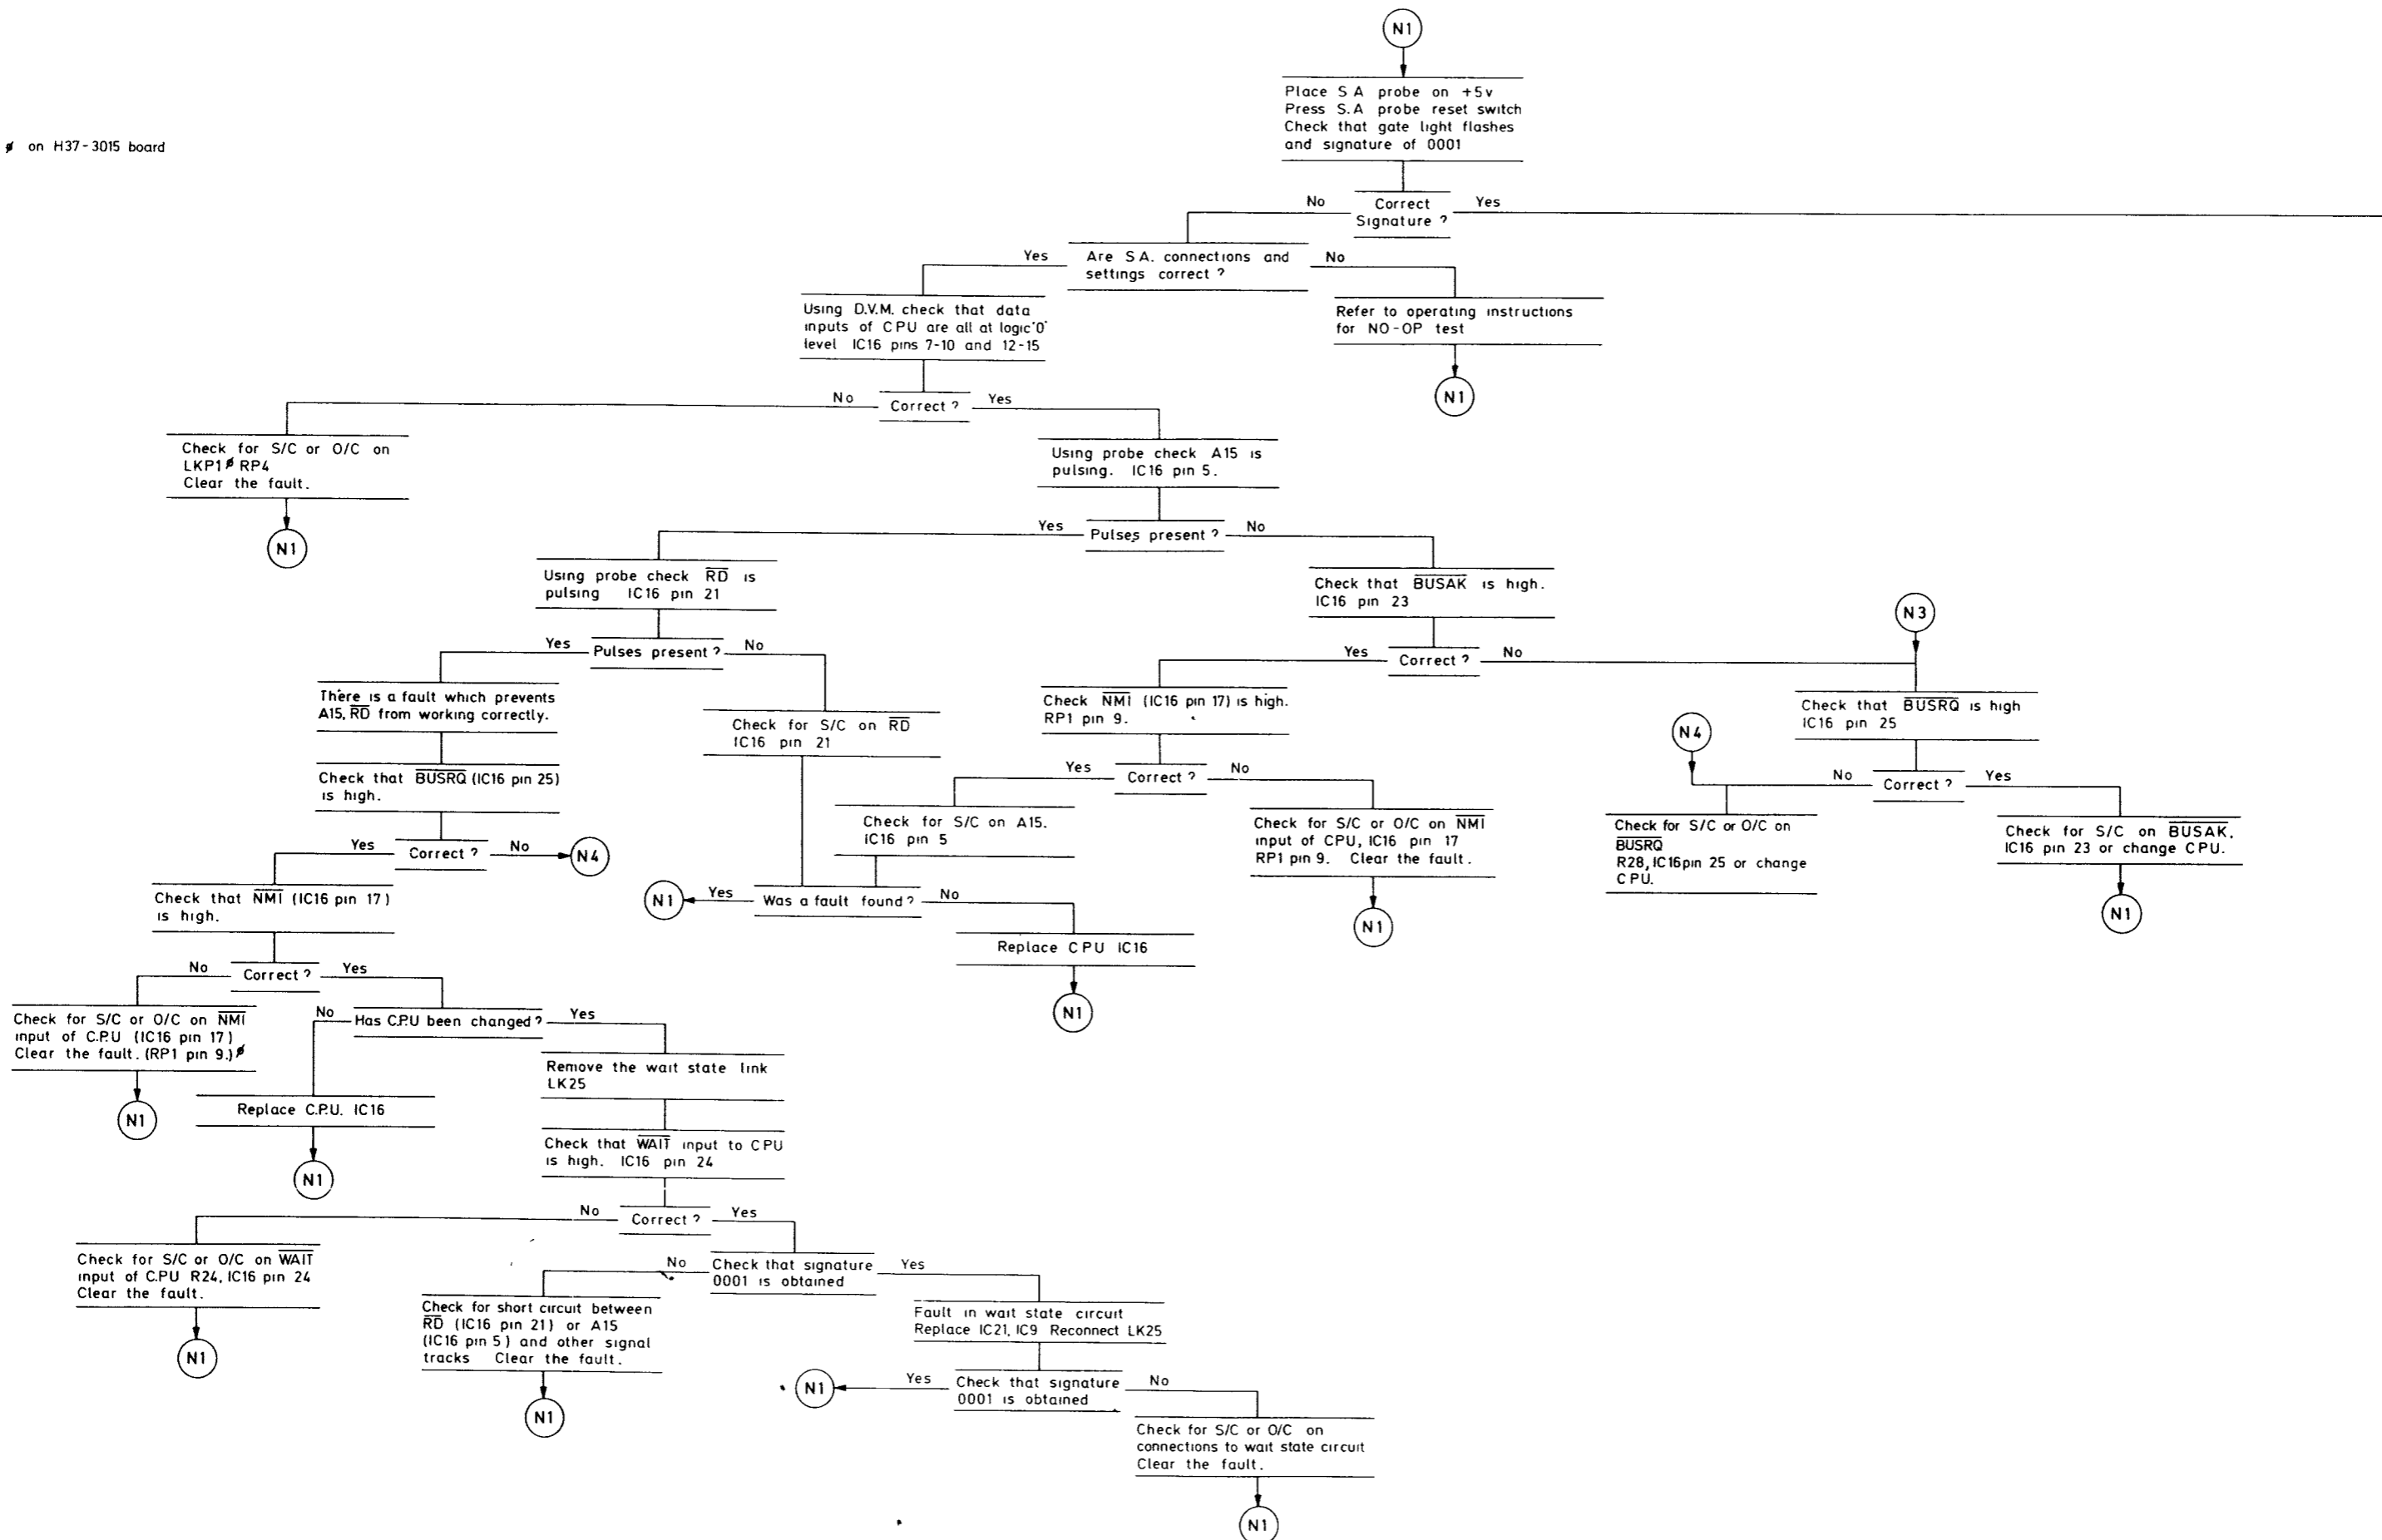 N1
Place S A probe on +5v
Press S.A probe reset switch
Check that gate light flashes
and signature of 0001
ø on H37-3015 board
No
Correct
Signature ?
Yes
Yes
Are S A. connections and
settings correct ?
No
Using D.V.M. check that data
inputs of CPU are all at logic'0'
level IC16 pins 7-10 and 12-15
Refer to operating instructions
for NO-OP test
N1
No
Correct ?
Yes
Check for S/C or O/C on
LKP1ø RP4
Clear the fault.
N1
Using probe check A15 is
pulsing. IC16 pin 5.
Yes
Pulses present ?
No
Using probe check R̅D̅ is
pulsing IC16 pin 21
Check that B̅U̅S̅A̅K̅ is high.
IC16 pin 23
N3
Yes
Pulses present ?
No
Yes
Correct ?
No
There is a fault which prevents
A15, R̅D̅ from working correctly.
Check for S/C on R̅D̅
IC16 pin 21
Check N̅M̅I̅ (IC16 pin 17) is high.
RP1 pin 9.
Check that B̅U̅S̅R̅Q̅ is high
IC16 pin 25
N4
Check that B̅U̅S̅R̅Q̅ (IC16 pin 25)
is high.
Yes
Correct ?
No
No
Correct ?
Yes
Check for S/C on A15.
IC16 pin 5
Check for S/C or O/C on N̅M̅I̅
input of CPU, IC16 pin 17
RP1 pin 9. Clear the fault.
N1
Check for S/C or O/C on
B̅U̅S̅R̅Q̅
R28, IC16 pin 25 or change
CPU.
Check for S/C on B̅U̅S̅A̅K̅,
IC16 pin 23 or change CPU.
N1
Yes
Correct ?
No
N4
Check that N̅M̅I̅ (IC16 pin 17)
is high.
N1
Yes
Was a fault found ?
No
Replace CPU IC16
N1
No
Correct ?
Yes
Check for S/C or O/C on N̅M̅I̅
input of C.P.U (IC16 pin 17)
Clear the fault. (RP1 pin 9.)ø
N1
No
Has C.P.U been changed ?
Yes
Replace C.P.U. IC16
N1
Remove the wait state link
LK25
Check that W̅A̅I̅T̅ input to CPU
is high. IC16 pin 24
No
Correct ?
Yes
Check for S/C or O/C on W̅A̅I̅T̅
input of C.P.U R24, IC16 pin 24
Clear the fault.
N1
No
Check that signature
0001 is obtained
Yes
Check for short circuit between
R̅D̅ (IC16 pin 21) or A15
(IC16 pin 5) and other signal
tracks Clear the fault.
N1
Fault in wait state circuit
Replace IC21, IC9 Reconnect LK25
N1
Yes
Check that signature
0001 is obtained
No
Check for S/C or O/C on
connections to wait state circuit
Clear the fault.
N1